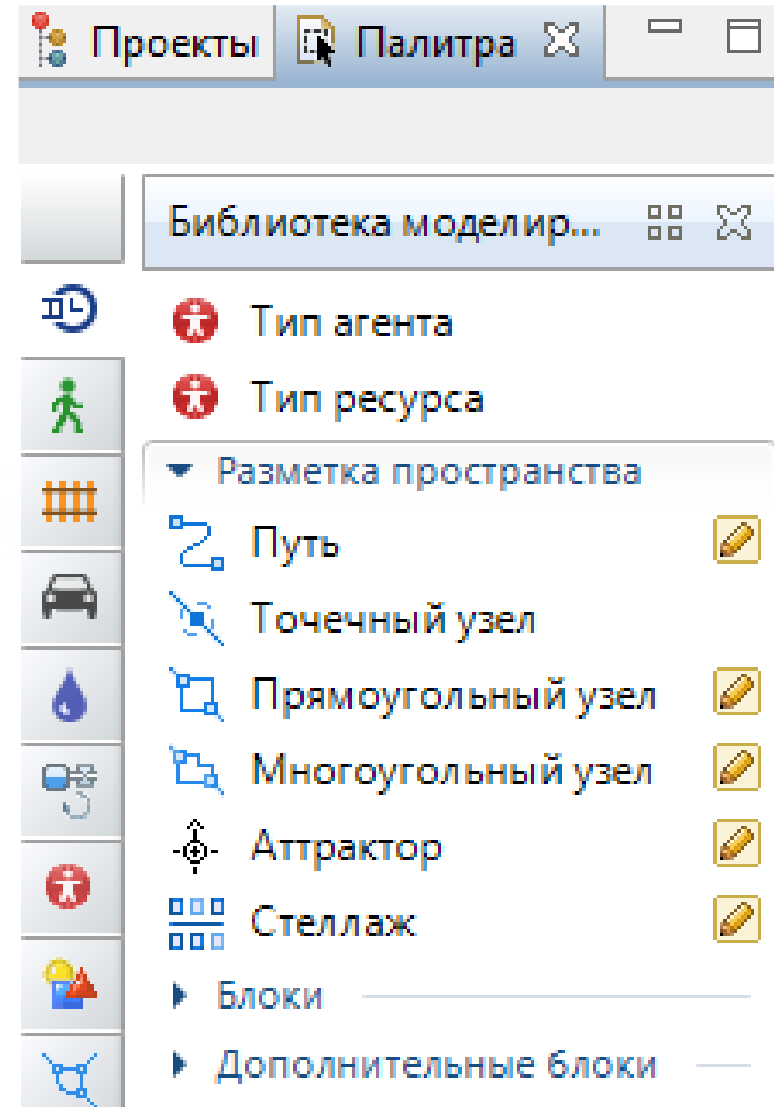 Проекты Палитра
Библиотека моделир...
Тип агента
Тип ресурса
Разметка пространства
Путь
Точечный узел
Прямоугольный узел
Многоугольный узел
Аттрактор
Стеллаж
Блоки
Дополнительные блоки